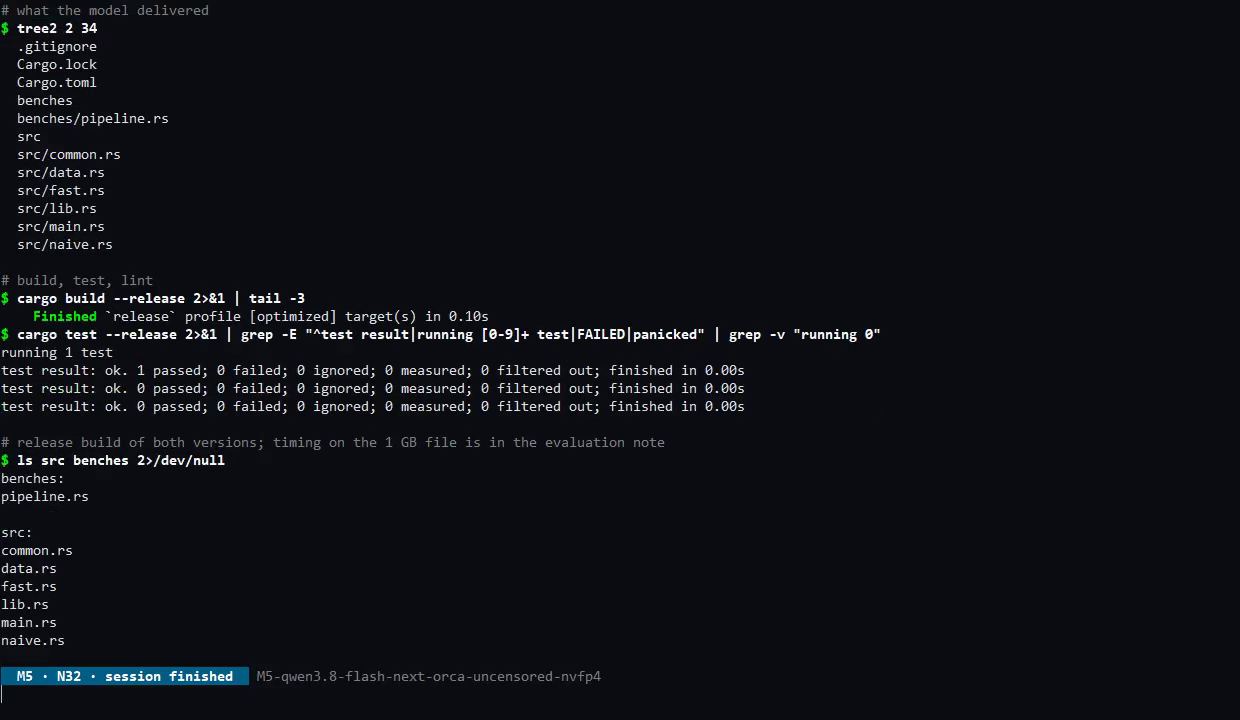 # what the model delivered
$ tree2 2 34
.gitignore
Cargo.lock
Cargo.toml
benches
benches/pipeline.rs
src
src/common.rs
src/data.rs
src/fast.rs
src/lib.rs
src/main.rs
src/naive.rs
# build, test, lint
$ cargo build --release 2>&1 | tail -3
Finished `release` profile [optimized] target(s) in 0.10s
$ cargo test --release 2>&1 | grep -E "^test result|running [0-9]+ test|FAILED|panicked" | grep -v "running 0"
running 1 test
test result: ok. 1 passed; 0 failed; 0 ignored; 0 measured; 0 filtered out; finished in 0.00s
test result: ok. 0 passed; 0 failed; 0 ignored; 0 measured; 0 filtered out; finished in 0.00s
test result: ok. 0 passed; 0 failed; 0 ignored; 0 measured; 0 filtered out; finished in 0.00s
# release build of both versions; timing on the 1 GB file is in the evaluation note
$ ls src benches 2>/dev/null
benches:
pipeline.rs
src:
common.rs
data.rs
fast.rs
lib.rs
main.rs
naive.rs
M5 · N32 · session finished M5-qwen3.8-flash-next-orca-uncensored-nvfp4